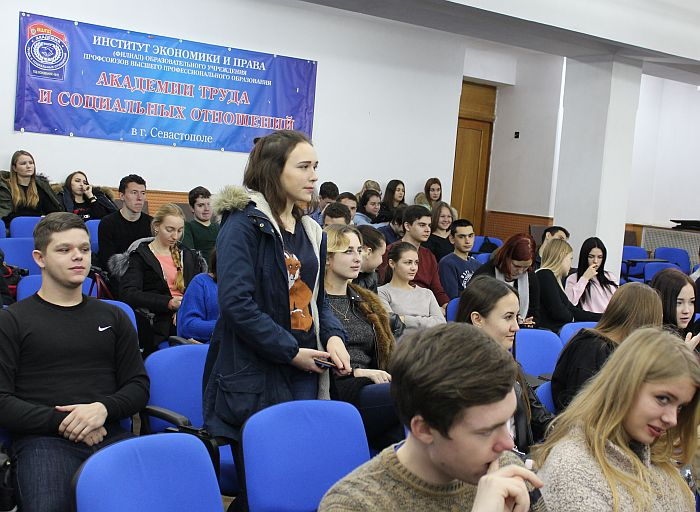 ИНСТИТУТ ЭКОНОМИКИ И ПРАВА
(ФИЛИАЛ) ОБРАЗОВАТЕЛЬНОГО УЧРЕЖДЕНИЯ
ПРОФСОЮЗОВ ВЫСШЕГО ПРОФЕССИОНАЛЬНОГО ОБРАЗОВАНИЯ
АКАДЕМИИ ТРУДА
И СОЦИАЛЬНЫХ ОТНОШЕНИЙ
в г. Севастополе